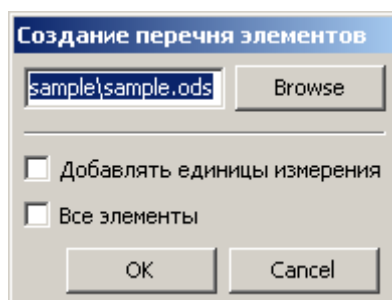 Создание перечня элементов
sample\sample.ods
Browse
Добавлять единицы измерения
Все элементы
OK
Cancel